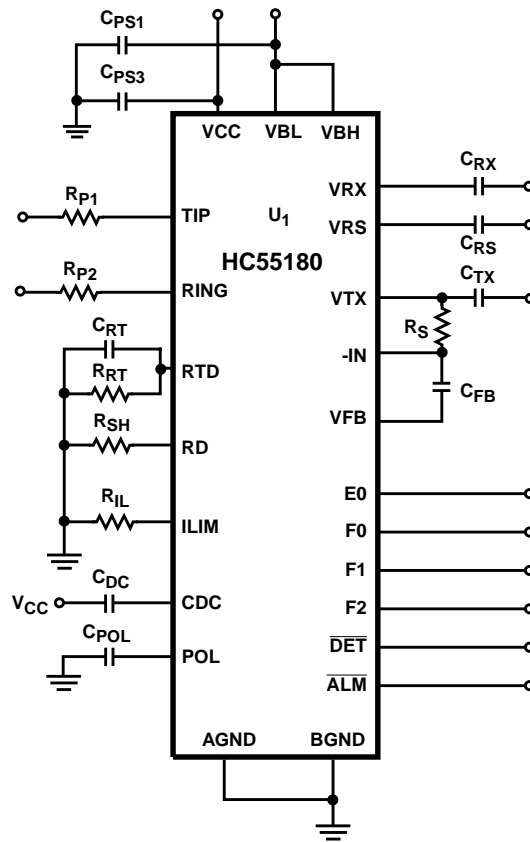 CPS1
CPS3
VCC VBL VBH
CRX
VRX
RP1
TIP
U1
VRS
CRS
HC55180
RP2
RING
CTX
VTX
RS
CRT
RTD
-IN
RRT
CFB
RSH
RD
VFB
RIL
ILIM
E0
F0
CDC
VCC
CDC
F1
CPOL
POL
F2
DET
ALM
AGND BGND